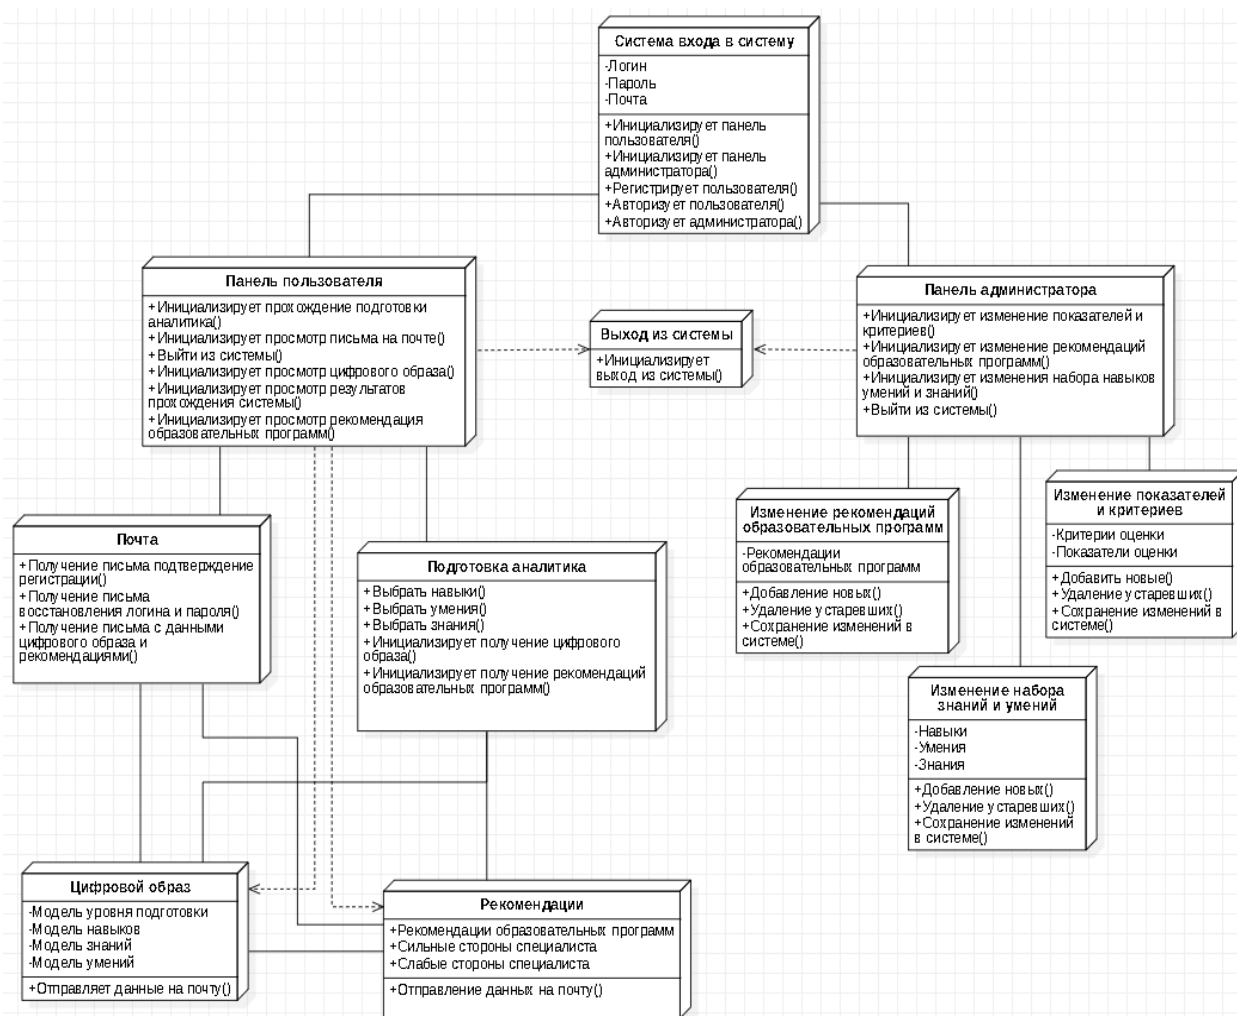 Система входа в систему
-Логин
-Пароль
-Почта
+Инициализирует панель
пользователя()
+Инициализирует панель
администратора()
+Регистрирует пользователя()
+Авторизует пользователя()
+Авторизует администратора()
Панель пользователя
+Инициализирует прохождение подготовки
аналитика()
+Инициализирует просмотр письма на почте()
+Выйти из системы()
+Инициализирует просмотр цифрового образа()
+Инициализирует просмотр результатов
прохождения системы()
+Инициализирует просмотр рекомендация
образовательных программ()
Выход из системы
+Инициализирует
выход из системы()
Панель администратора
+Инициализирует изменение показателей и
критериев()
+Инициализирует изменение рекомендаций
образовательных программ()
+Инициализирует изменения набора навыков
умений и знаний()
+Выйти из системы()
Почта
+Получение письма подтверждение
регистрации()
+Получение письма
восстановления логина и пароля()
+Получение письма с данными
цифрового образа и
рекомендациями()
Подготовка аналитика
+Выбрать навыки()
+Выбрать умения()
+Выбрать знания()
+Инициализирует получение цифрового
образа()
+Инициализирует получение рекомендаций
образовательных программ()
Изменение рекомендаций
образовательных программ
-Рекомендации
образовательных программ
+Добавление новых()
+Удаление устаревших()
+Сохранение изменений в
системе()
Изменение показателей
и критериев
-Критерии оценки
-Показатели оценки
+Добавить новые()
+Удаление устаревших()
+Сохранение изменений в
системе()
Изменение набора
знаний и умений
-Навыки
-Умения
-Знания
+Добавление новых()
+Удаление устаревших()
+Сохранение изменений
в системе()
Цифровой образ
-Модель уровня подготовки
-Модель навыков
-Модель знаний
-Модель умений
+Отправляет данные на почту()
Рекомендации
+Рекомендации образовательных программ
+Сильные стороны специалиста
+Слабые стороны специалиста
+Отправление данных на почту()